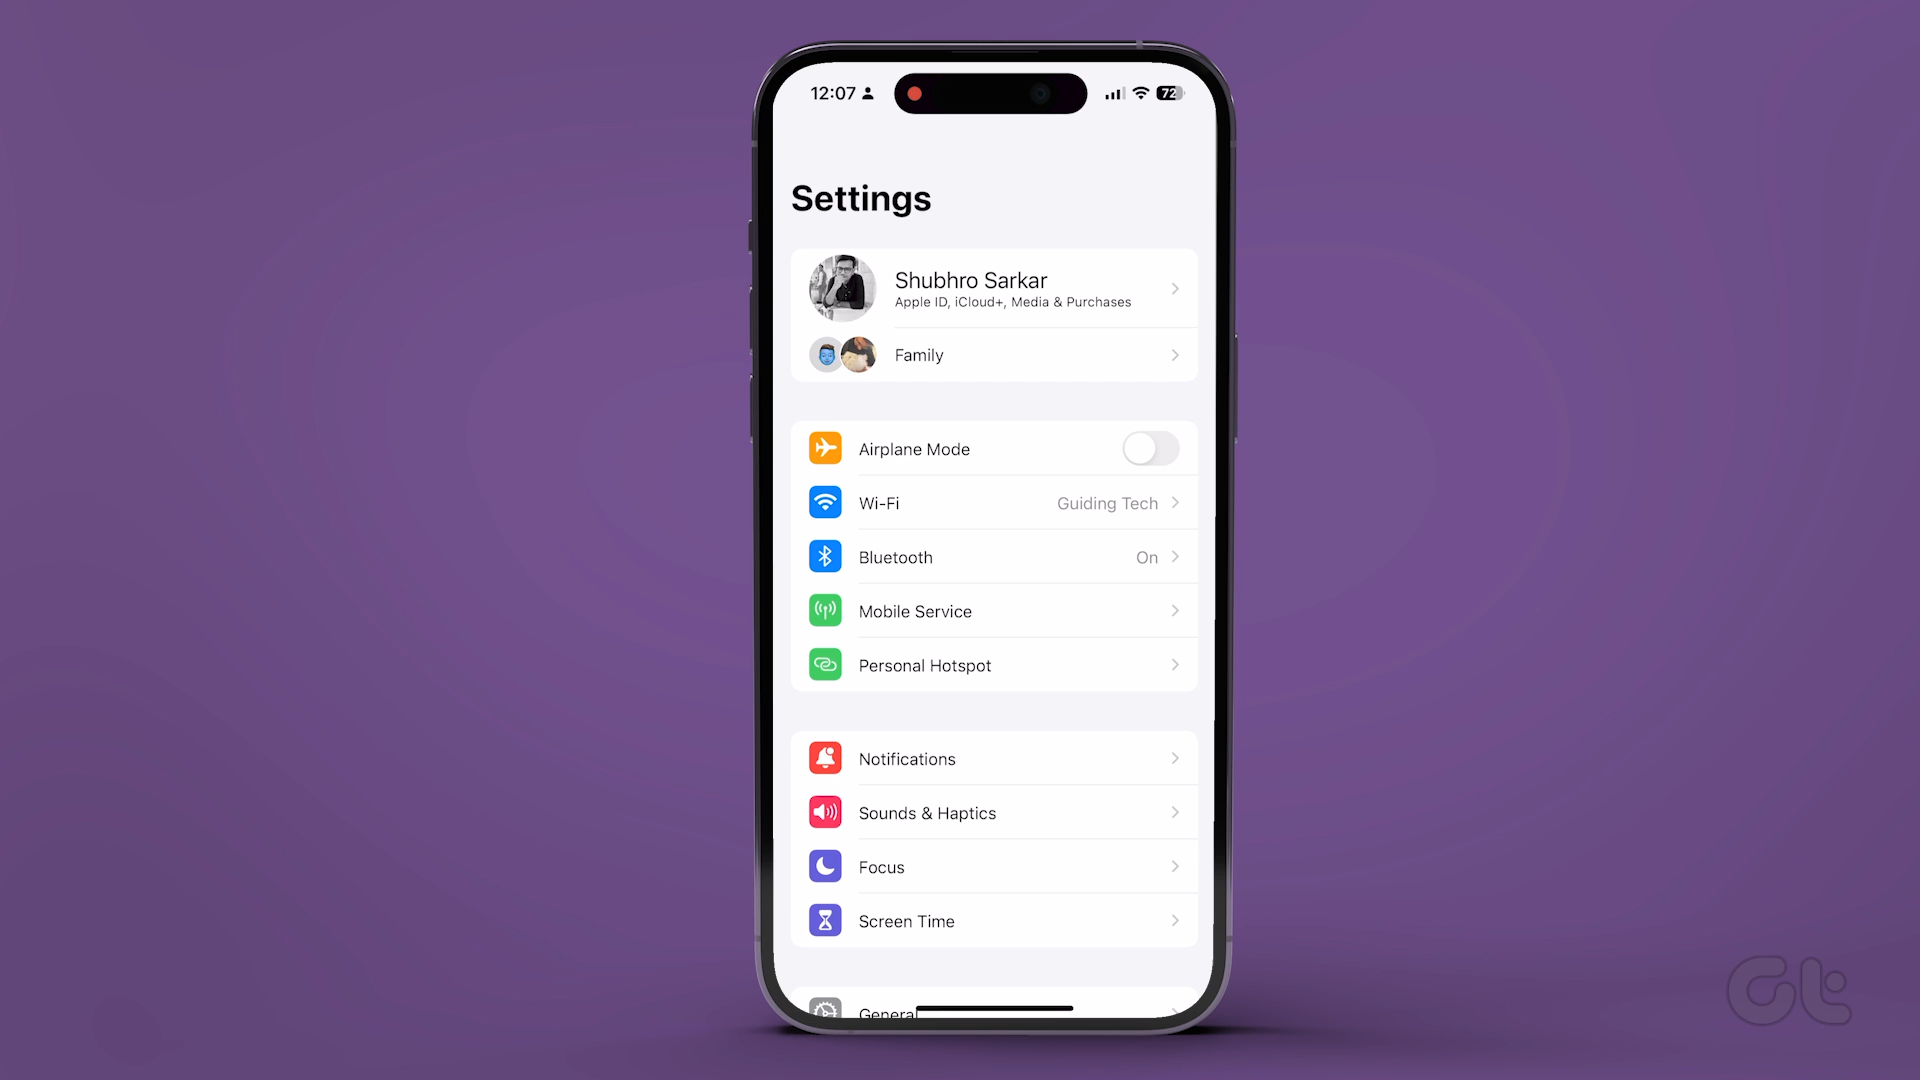 12:07
72
Settings
Shubhro Sarkar
Apple ID, iCloud+, Media & Purchases
Family
Airplane Mode
Wi-Fi Guiding Tech
Bluetooth On
Mobile Service
Personal Hotspot
Notifications
Sounds & Haptics
Focus
Screen Time
General
Gt